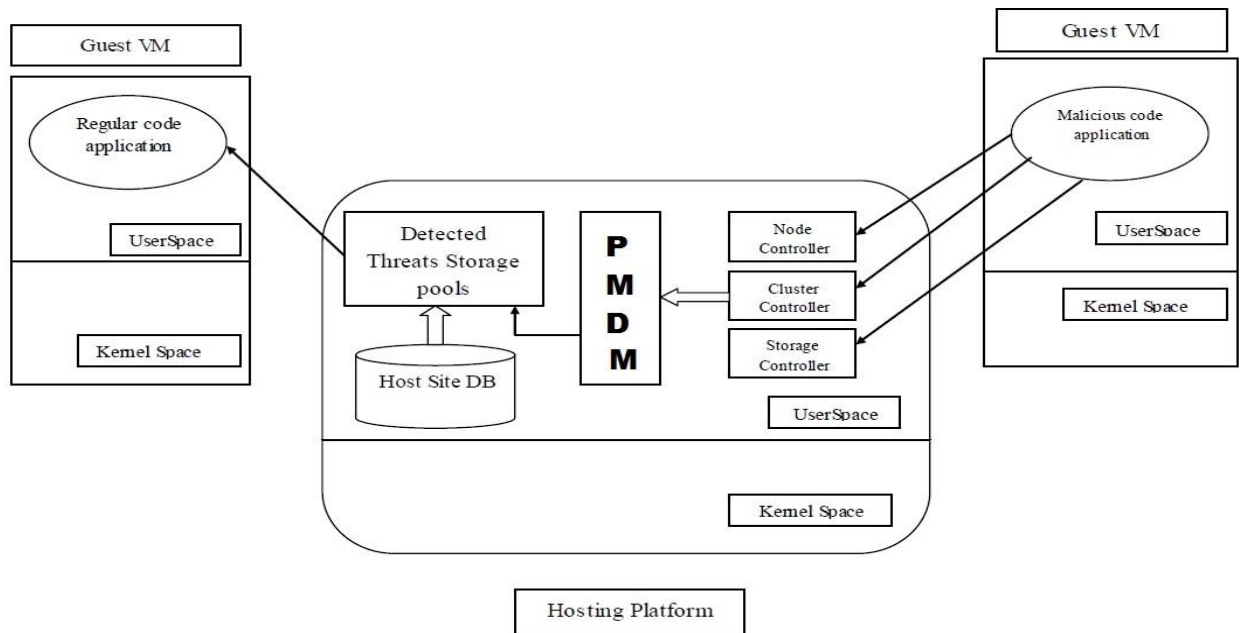 Guest VM
Regular code
application
UserSpace
Kernel Space
Detected
Threats Storage
pools
Host Site DB
P
M
D
M
Node
Controller
Cluster
Controller
Storage
Controller
UserSpace
Kernel Space
Hosting Platform
Guest VM
Malicious code
application
UserSpace
Kernel Space